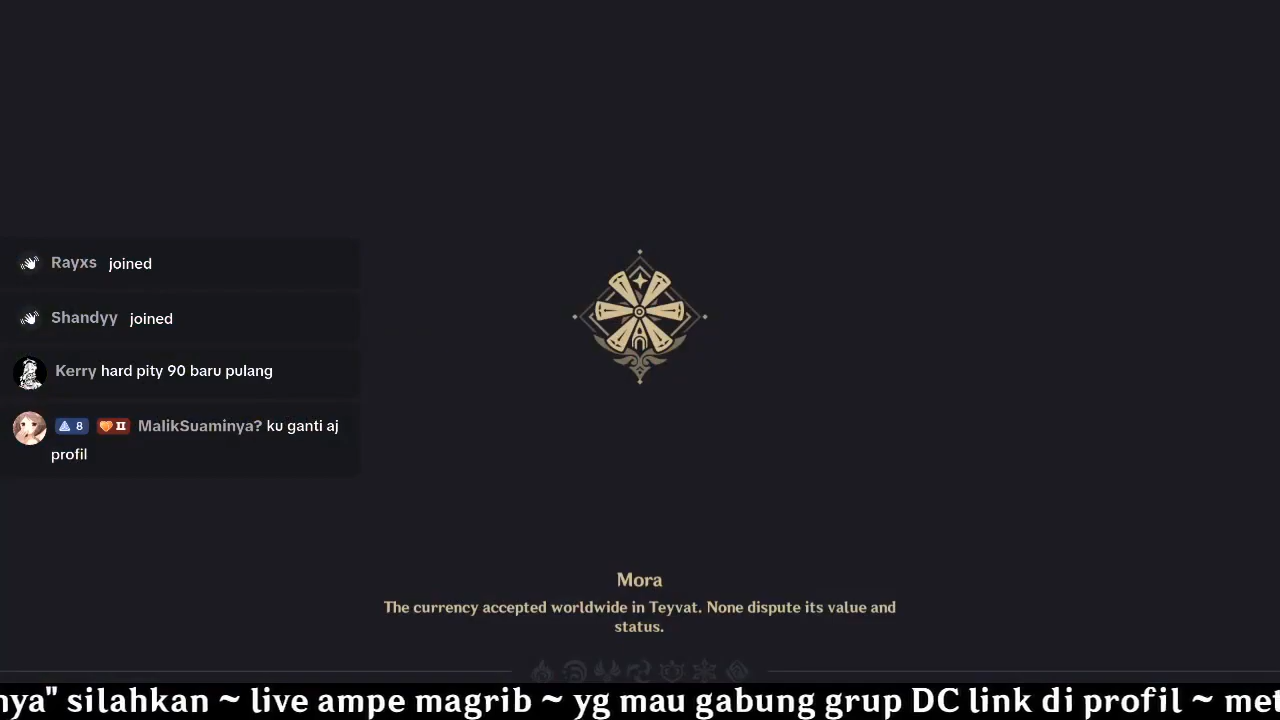 Rayxs joined
Shandyy joined
Kerry hard pity 90 baru pulang
8 II MalikSuaminya? ku ganti aj
profil
Mora
The currency accepted worldwide in Teyvat. None dispute its value and
status.
nya" silahkan ~ live ampe magrib ~ yg mau gabung grup DC link di profil ~ met